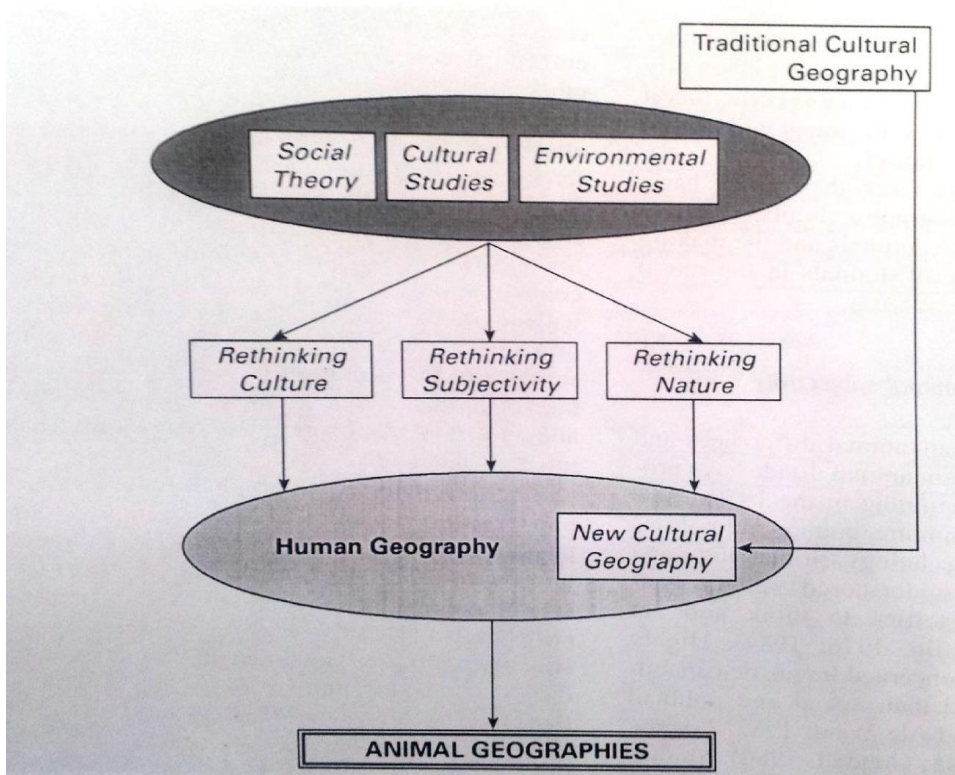 Traditional Cultural
Geography
Social
Theory
Cultural
Studies
Environmental
Studies
Rethinking
Culture
Rethinking
Subjectivity
Rethinking
Nature
Human Geography
New Cultural
Geography
ANIMAL GEOGRAPHIES